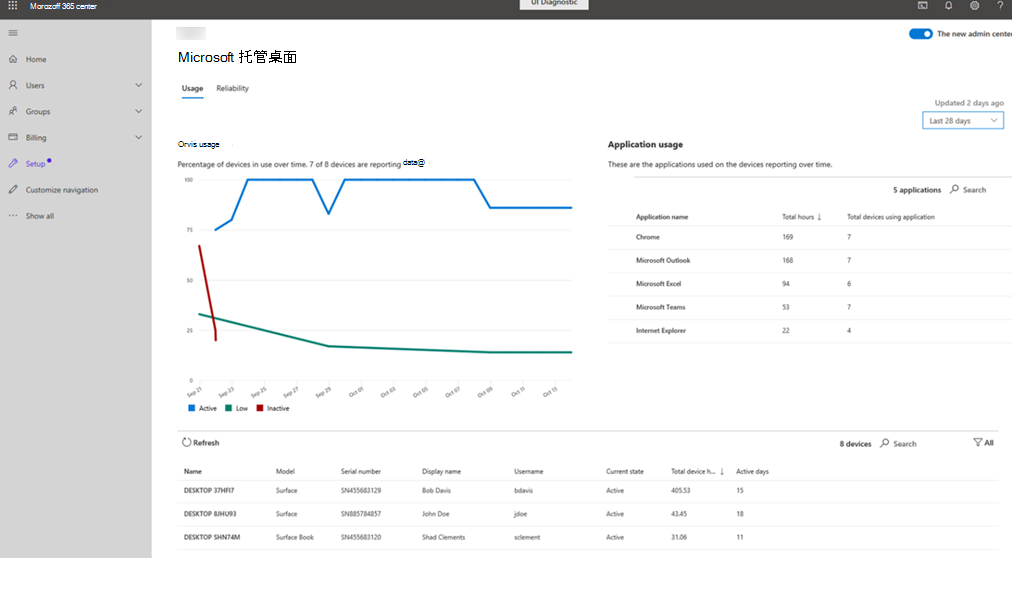 Morazoff 365 center
UI Diagnostic
Home
Users
Groups
Billing
Setup
Customize navigation
Show all
The new admin center
Microsoft 托管桌面
Usage Reliability
Updated 2 days ago
Last 28 days
Orvis usage
Percentage of devices in use over time. 7 of 8 devices are reporting data@
100
75
50
25
0
Sep 21 Sep 23 Sep 25 Sep 27 Sep 29 Oct 01 Oct 03 Oct 05 Oct 07 Oct 09 Oct 11 Oct 13
Active Low Inactive
Application usage
These are the applications used on the devices reporting over time.
5 applications Search
Application name Total hours ↓ Total devices using application
Chrome 169 7
Microsoft Outlook 168 7
Microsoft Excel 94 6
Microsoft Teams 53 7
Internet Explorer 22 4
Refresh 8 devices Search All
Name Model Serial number Display name Username Current state Total device h... ↓ Active days
DESKTOP 37HFI7 Surface SN455683129 Bob Davis bdavis Active 405.53 15
DESKTOP 8JHU93 Surface SN885784857 John Doe jdoe Active 43.45 18
DESKTOP SHN74M Surface Book SN455683120 Shad Clements sclement Active 31.06 11